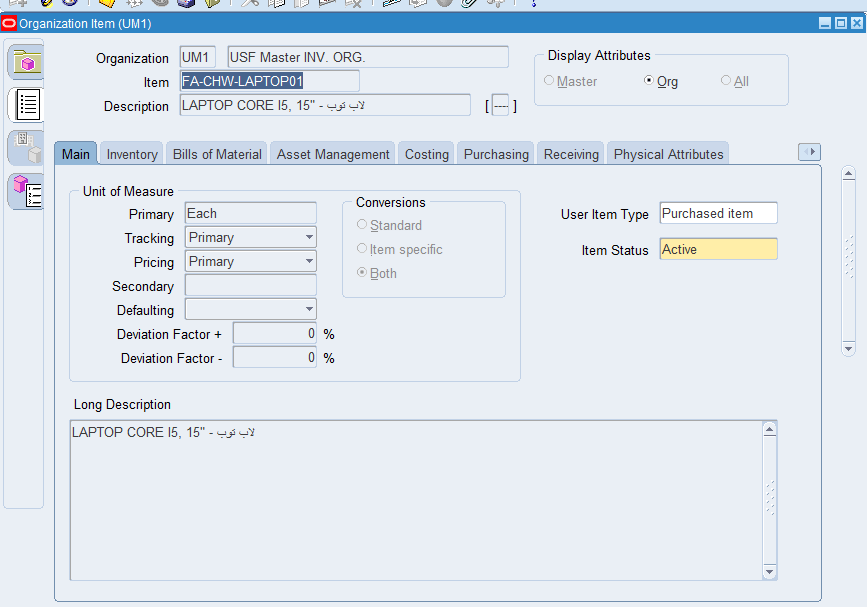 Organization Item (UM1)
Organization UM1 USF Master INV. ORG.
Item FA-CHW-LAPTOP01
Description LAPTOP CORE I5, 15" - لاب توب [ --- ]
Display Attributes
Master Org All
Main Inventory Bills of Material Asset Management Costing Purchasing Receiving Physical Attributes
Unit of Measure
Primary Each
Tracking Primary
Pricing Primary
Secondary
Defaulting
Deviation Factor + 0 %
Deviation Factor - 0 %
Conversions
Standard
Item specific
Both
User Item Type Purchased item
Item Status Active
Long Description
LAPTOP CORE I5, 15" - لاب توب